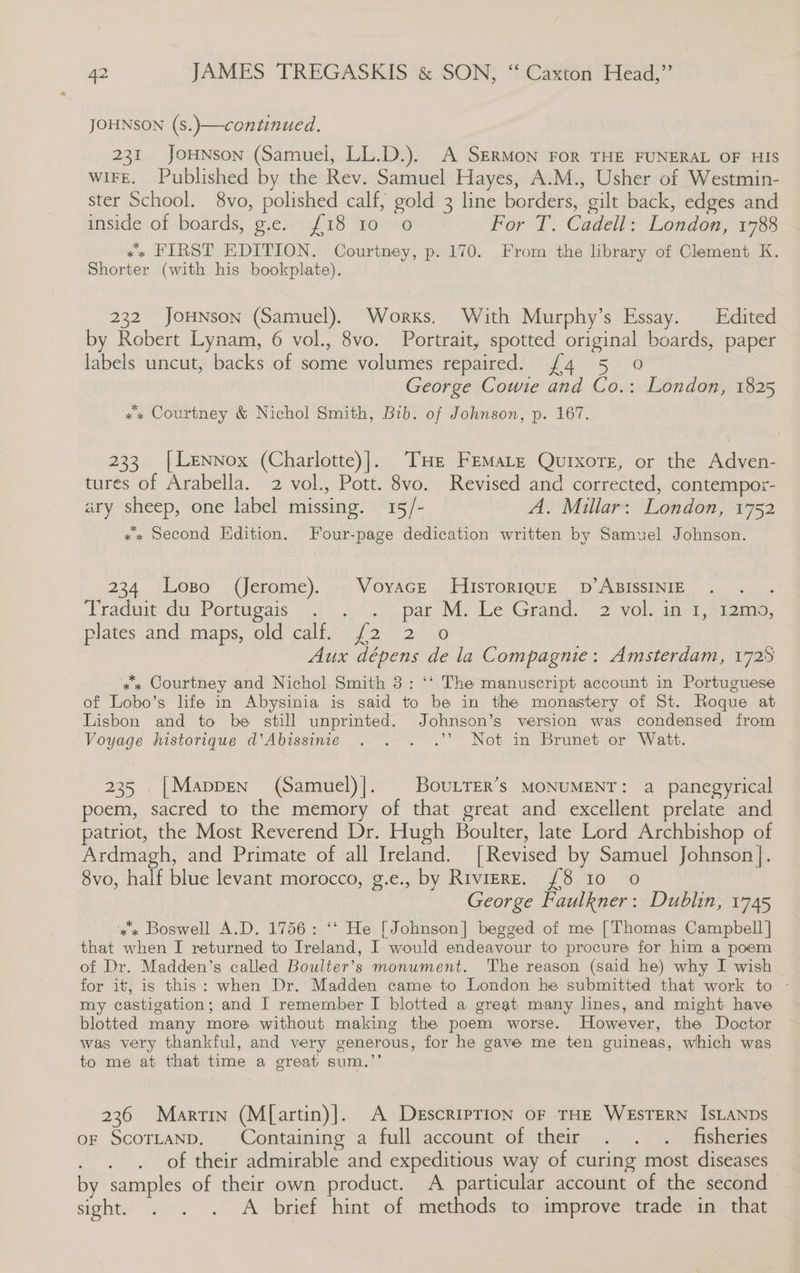 42 JAMES TREGASKIS & SON, “ Caxton Head,”
JOHNSON (s.)—continued.
231 Johnson (Samuel, LL.D.). A Sermon for the funeral of his
wife. Published by the Rev. Samuel Hayes, A.M., Usher of Westmin-
ster School. 8vo, polished calf, gold 3 line borders, gilt back, edges and
inside of boards, g.e. £18 10 0 For T. Cadell: London, 1788
⁂ FIRST EDITION. Courtney, p. 170. From the library of Clement K.
Shorter (with his bookplate).
232 Johnson (Samuel). Works. With Murphy’s Essay. Edited
by Robert Lynam, 6 vol., 8vo. Portrait, spotted original boards, paper
labels uncut, backs of some volumes repaired. £4 5 0
George Cowie and Co.: London, 1825
⁂ Courtney & Nichol Smith, Bib. of Johnson, p. 167.
233 [Lennox (Charlotte)]. The Female Quixote, or the Adven-
tures of Arabella. 2 vol., Pott. 8vo. Revised and corrected, contempor-
ary sheep, one label missing. 15/- A. Millar: London, 1752
⁂ Second Edition. Four-page dedication written by Samuel Johnson.
234 Lobo (Jerome). Voyage Historique d’Abissinie . . .
Traduit du Portugais . . . par M. Le Grand. 2 vol. in 1, 12mo,
plates and maps, old calf. £2 2 0
Aux dépens de la Compagnie: Amsterdam, 1728
⁂ Courtney and Nichol Smith 3: “ The manuscript account in Portuguese
of Lobo’s life in Abysinia is said to be in the monastery of St. Roque at
Lisbon and to be still unprinted. Johnson’s version was condensed from
Voyage historique d’Abissinie . . . .” Not in Brunet or Watt.
235 [Madden (Samuel)]. Boulter’s monument: a panegyrical
poem, sacred to the memory of that great and excellent prelate and
patriot, the Most Reverend Dr. Hugh Boulter, late Lord Archbishop of
Ardmagh, and Primate of all Ireland. [Revised by Samuel Johnson].
8vo, half blue levant morocco, g.e., by Riviere. £8 10 0
George Faulkner: Dublin, 1745
⁂ Boswell A.D. 1756: “ He [Johnson] begged of me [Thomas Campbell]
that when I returned to Ireland, I would endeavour to procure for him a poem
of Dr. Madden’s called Boulter’s monument. The reason (said he) why I wish
for it, is this: when Dr. Madden came to London he submitted that work to
my castigation; and I remember I blotted a great many lines, and might have
blotted many more without making the poem worse. However, the Doctor
was very thankful, and very generous, for he gave me ten guineas, which was
to me at that time a great sum.”
236 Martin (M[artin)]. A Description of the Western Islands
of Scotland. Containing a full account of their . . . fisheries
. . . of their admirable and expeditious way of curing most diseases
by samples of their own product. A particular account of the second
sight. . . . A brief hint of methods to improve trade in that